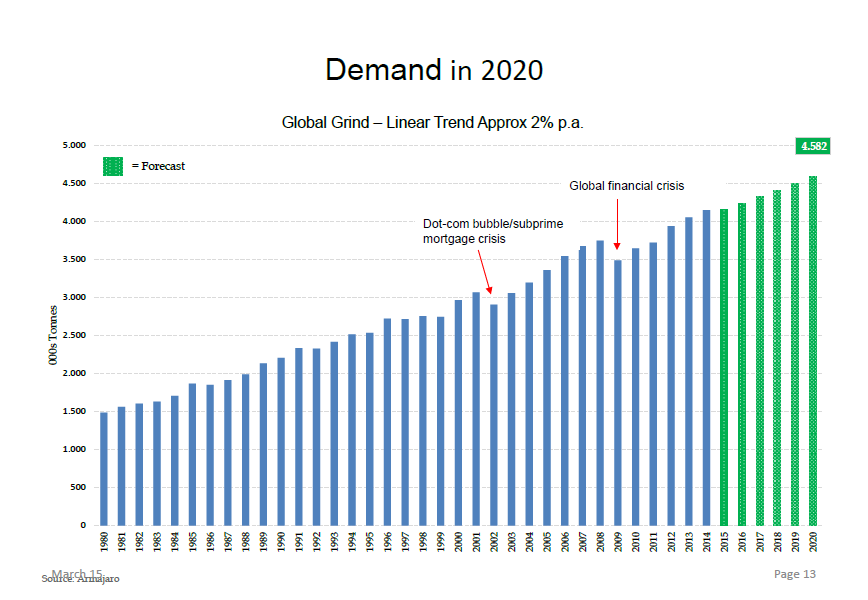 Demand in 2020
Global Grind – Linear Trend Approx 2% p.a.
5.000
4.582
= Forecast
4.500
Global financial crisis
4.000
Dot-com bubble/subprime
mortgage crisis
3.500
3.000
000s Tonnes
2.500
2.000
1.500
1.000
500
0
1980 1981 1982 1983 1984 1985 1986 1987 1988 1989 1990 1991 1992 1993 1994 1995 1996 1997 1998 1999 2000 2001 2002 2003 2004 2005 2006 2007 2008 2009 2010 2011 2012 2013 2014 2015 2016 2017 2018 2019 2020
March 15
Source: Armajaro
Page 13